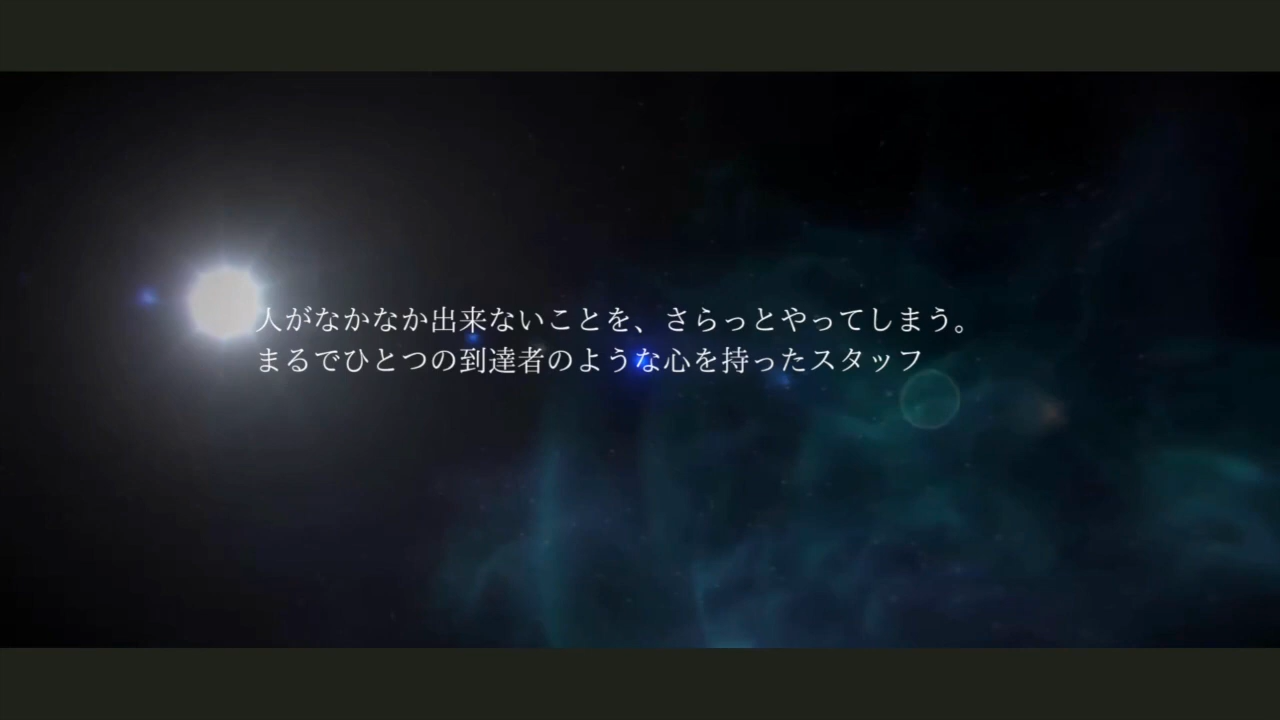 人がなかなか出来ないことを、さらっとやってしまう。
まるでひとつの到達者のような心を持ったスタッフ